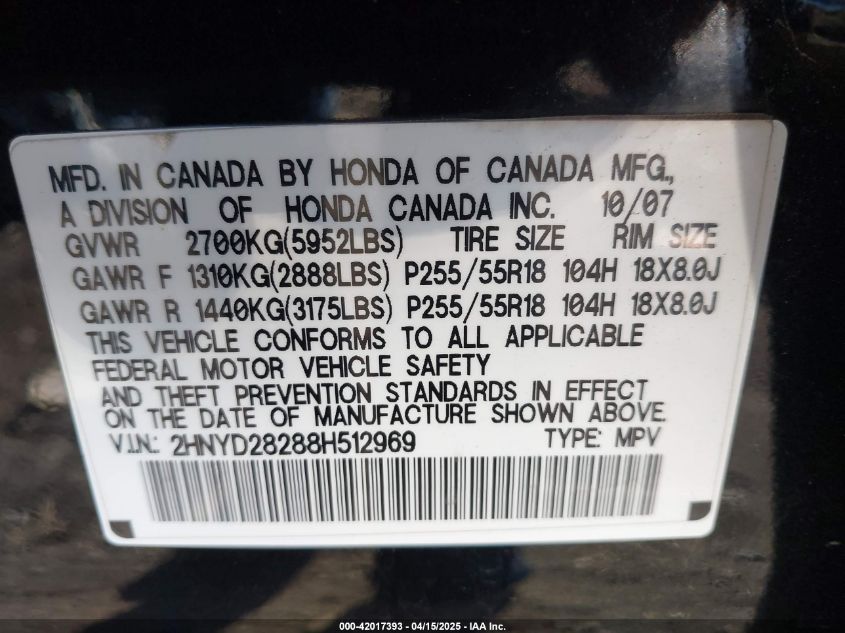 MFD. IN CANADA BY HONDA OF CANADA MFG.,
A DIVISION OF HONDA CANADA INC. 10/07
GVWR 2700KG(5952LBS) TIRE SIZE RIM SIZE
GAWR F 1310KG(2888LBS) P255/55R18 104H 18X8.0J
GAWR R 1440KG(3175LBS) P255/55R18 104H 18X8.0J
THIS VEHICLE CONFORMS TO ALL APPLICABLE
FEDERAL MOTOR VEHICLE SAFETY
AND THEFT PREVENTION STANDARDS IN EFFECT
ON THE DATE OF MANUFACTURE SHOWN ABOVE.
V.I.N.: 2HNYD28288H512969 TYPE: MPV
000-42017393 - 04/15/2025 - IAA Inc.